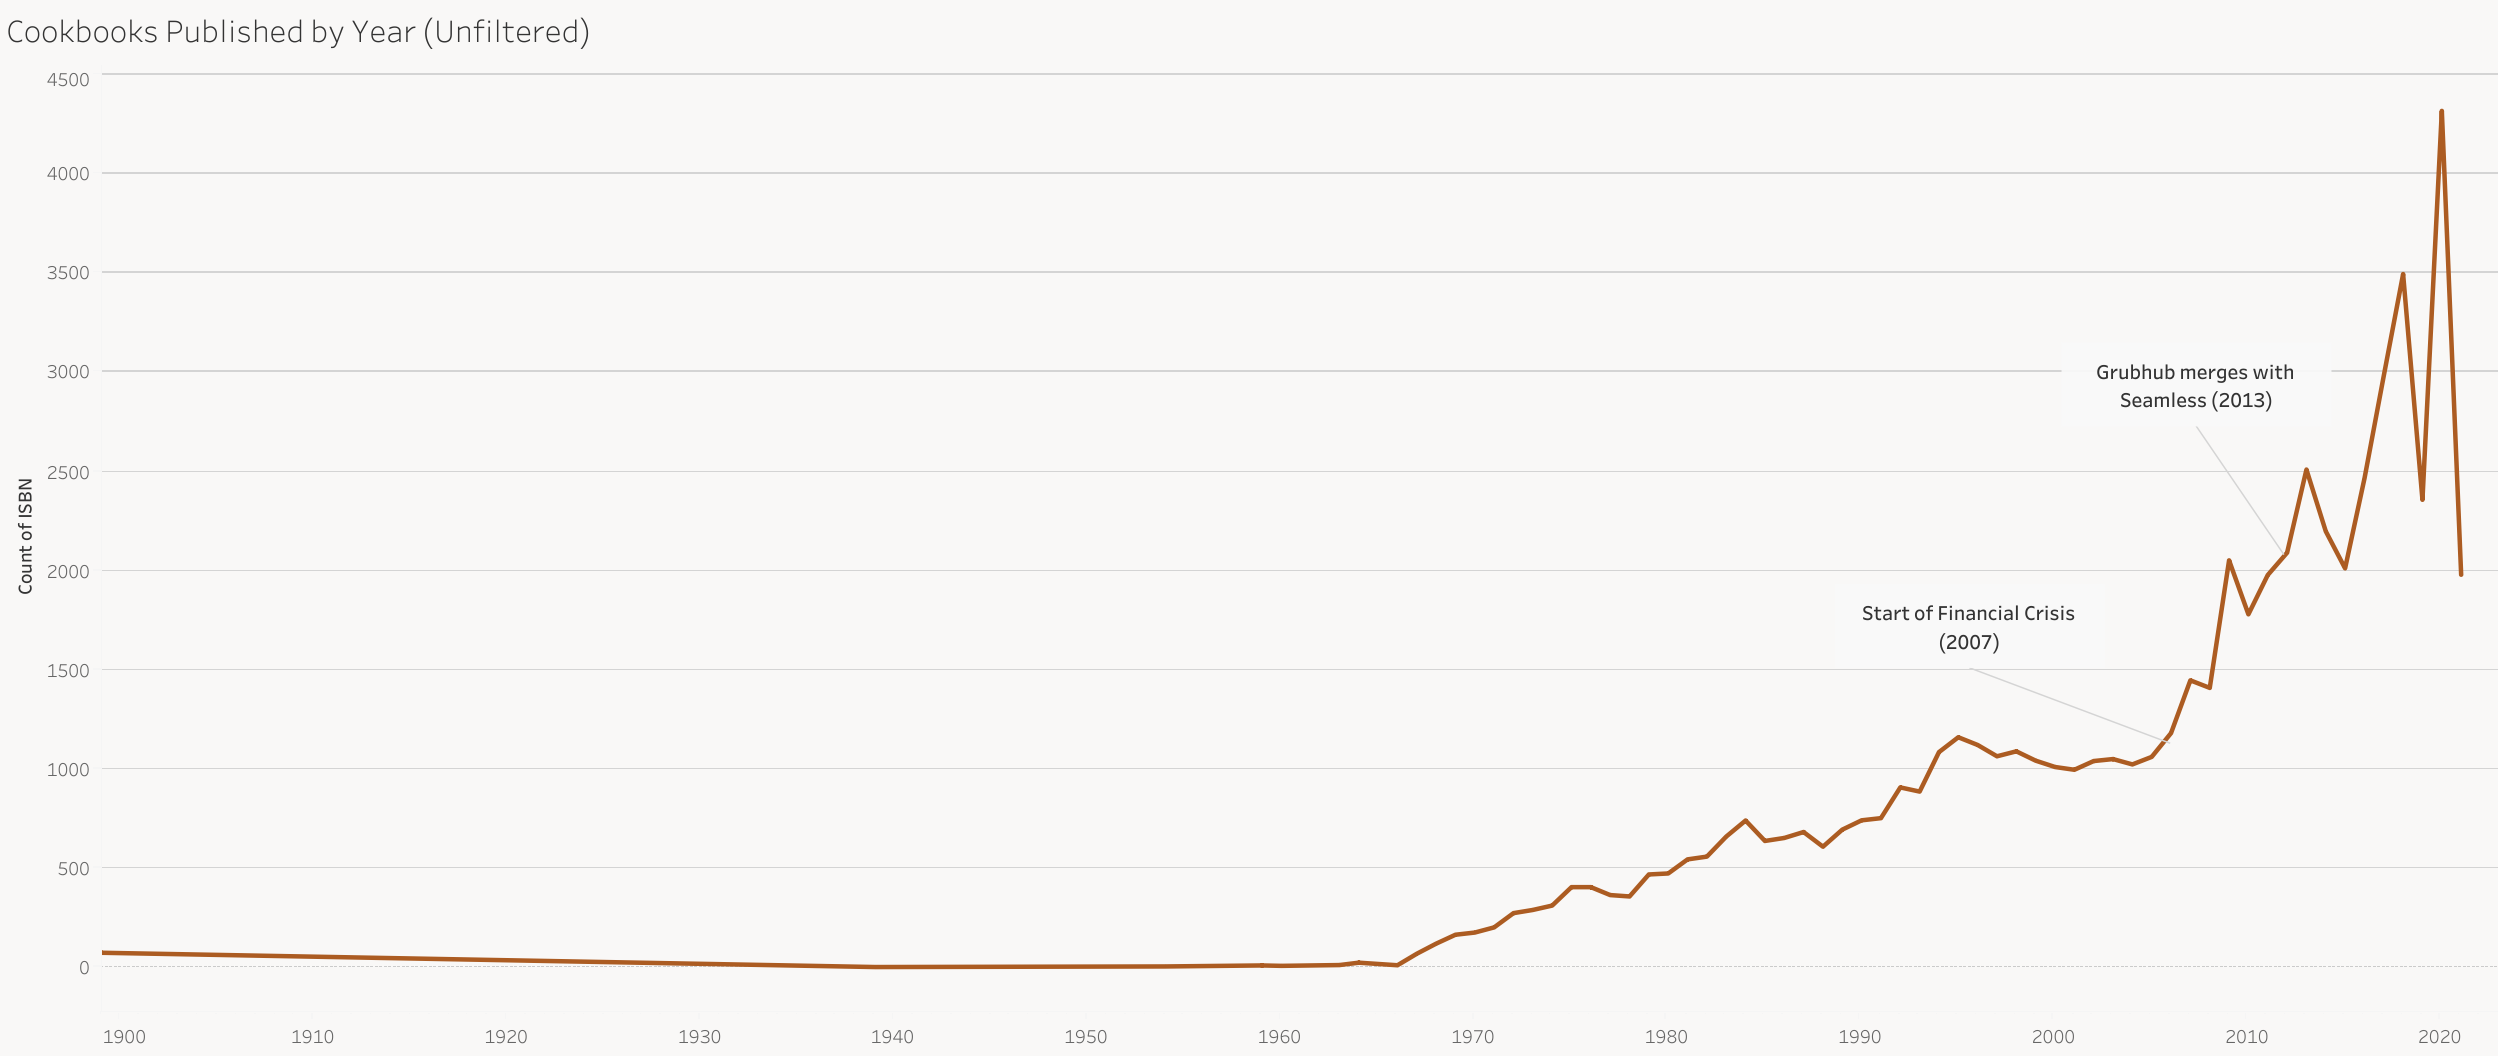 Cookbooks Published by Year (Unfiltered)
4500
4000
3500
3000
Grubhub merges with
Seamless (2013)
2500
Count of ISBN
2000
Start of Financial Crisis
(2007)
1500
1000
500
0
1900 1910 1920 1930 1940 1950 1960 1970 1980 1990 2000 2010 2020